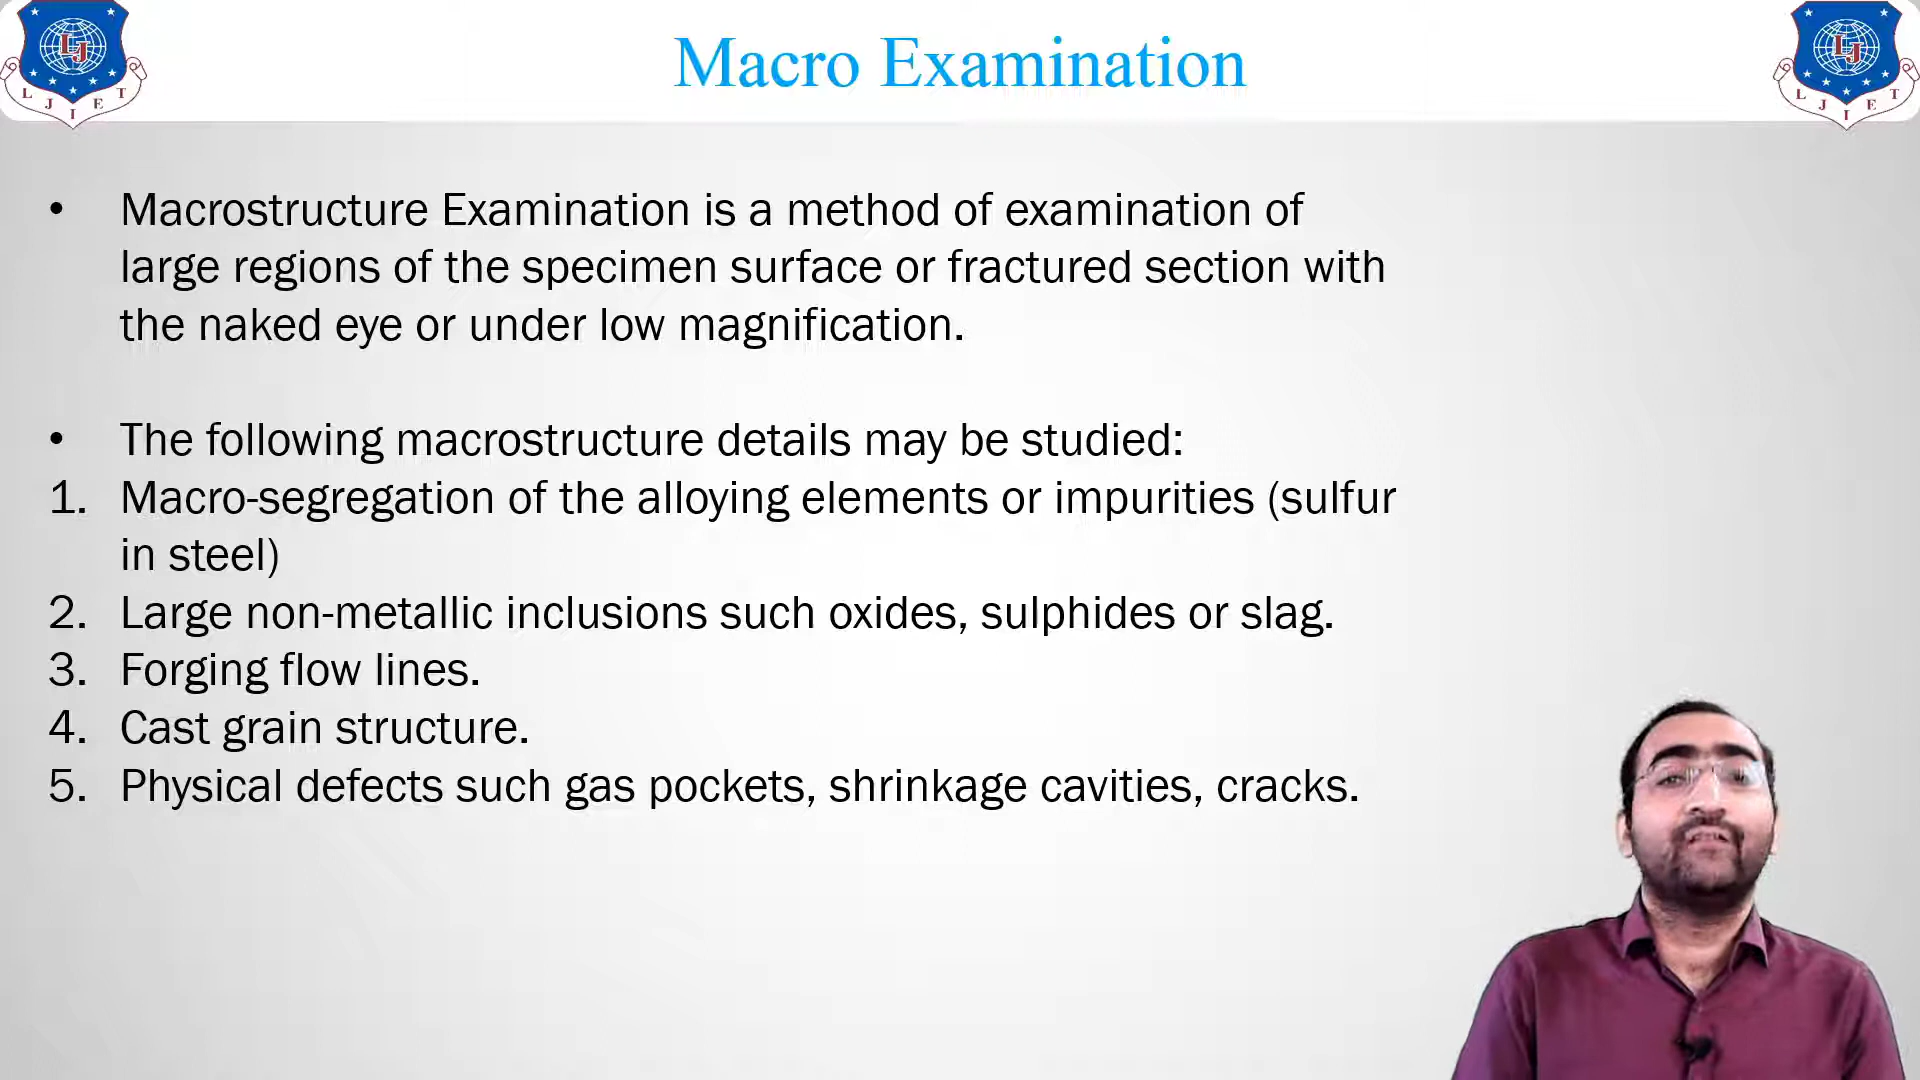 Macro Examination
LJ
L J I E T
LJ
L J I E T
• Macrostructure Examination is a method of examination of
large regions of the specimen surface or fractured section with
the naked eye or under low magnification.
• The following macrostructure details may be studied:
1. Macro-segregation of the alloying elements or impurities (sulfur
in steel)
2. Large non-metallic inclusions such oxides, sulphides or slag.
3. Forging flow lines.
4. Cast grain structure.
5. Physical defects such gas pockets, shrinkage cavities, cracks.